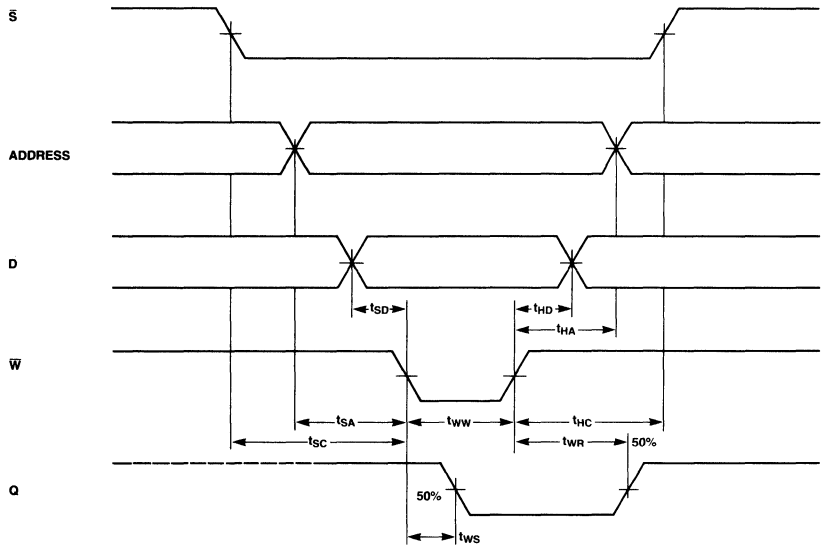 S̅
ADDRESS
D
tSD
tHD
tHA
W̅
tSA
tWW
tHC
tSC
tWR
50%
Q
50%
tWS